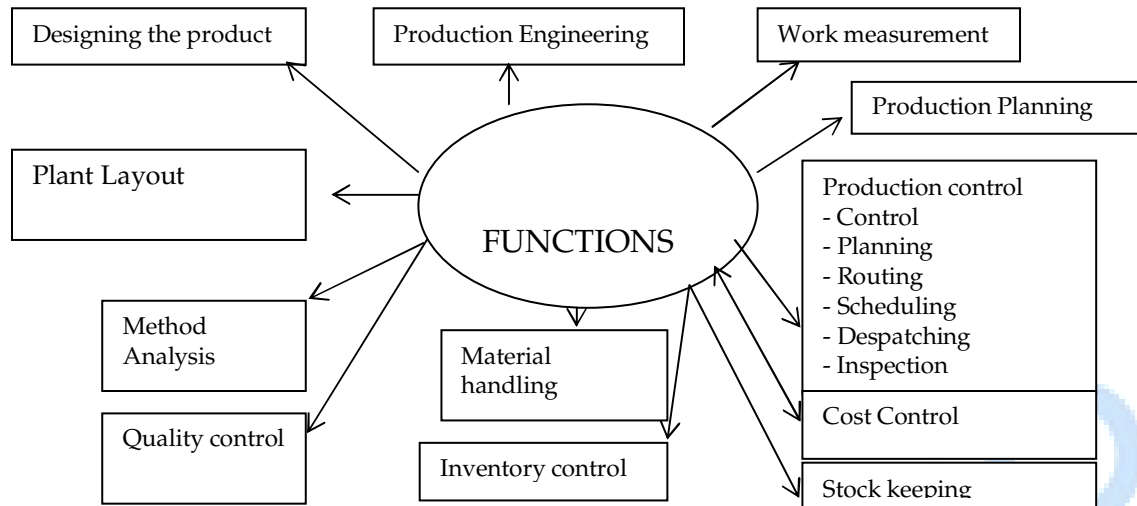 Designing the product
Production Engineering
Work measurement
Production Planning
Plant Layout
FUNCTIONS
Production control
- Control
- Planning
- Routing
- Scheduling
- Despatching
- Inspection
Method
Analysis
Material
handling
Cost Control
Quality control
Inventory control
Stock keeping